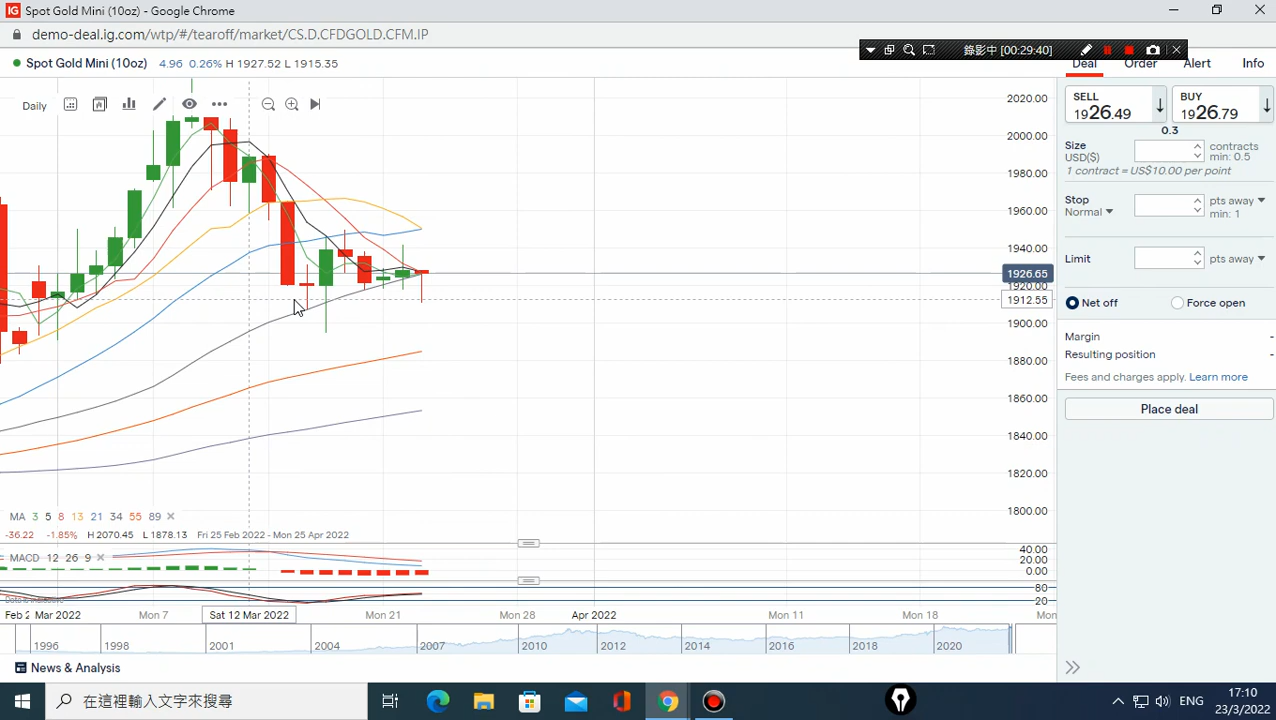 IG Spot Gold Mini (10oz) - Google Chrome
demo-deal.ig.com/wtp/#/tearoff/market/CS.D.CFDGOLD.CFM.IP
錄影中 [00:29:40]
Spot Gold Mini (10oz) 4.96 0.26% H 1927.52 L 1915.35
Deal Order Alert Info
Daily
2020.00
2000.00
1980.00
1960.00
1940.00
1926.65
1920.00
1912.55
1900.00
1880.00
1860.00
1840.00
1820.00
1800.00
SELL
1926.49
BUY
1926.79
0.3
Size
USD($)
contracts
min: 0.5
1 contract = US$10.00 per point
Stop
Normal
pts away
min: 1
Limit
pts away
Net off
Force open
Margin -
Resulting position -
Fees and charges apply. Learn more
Place deal
MA 3 5 8 13 21 34 55 89
-36.22 -1.85% H 2070.45 L 1878.13 Fri 25 Feb 2022 - Mon 25 Apr 2022
MACD 12 26 9
40.00
20.00
0.00
80
20
Feb 2 Mar 2022 Mon 7 Sat 12 Mar 2022 Mon 21 Mon 28 Apr 2022 Mon 11 Mon 18 Mon
1996 1998 2001 2004 2007 2010 2012 2014 2016 2018 2020
News & Analysis
在這裡輸入文字來搜尋
ENG
17:10
23/3/2022